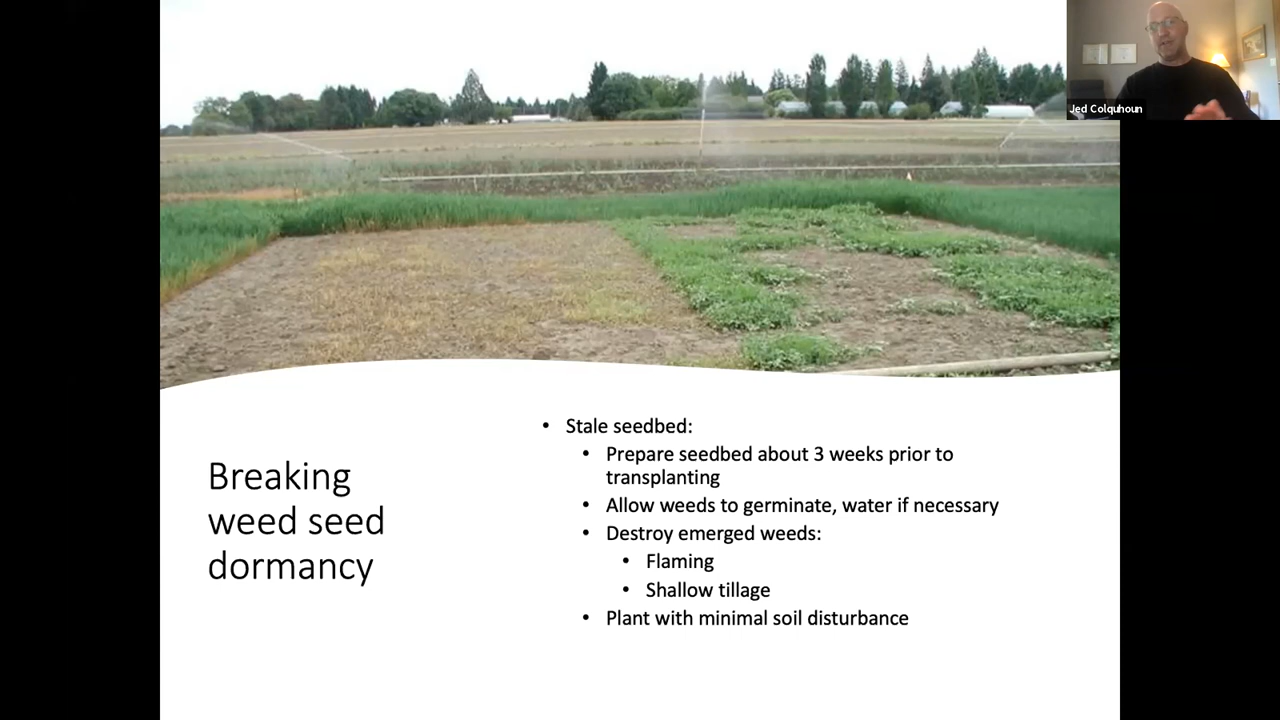 Jed Colquhoun
Breaking
weed seed
dormancy
• Stale seedbed:
• Prepare seedbed about 3 weeks prior to
transplanting
• Allow weeds to germinate, water if necessary
• Destroy emerged weeds:
• Flaming
• Shallow tillage
• Plant with minimal soil disturbance